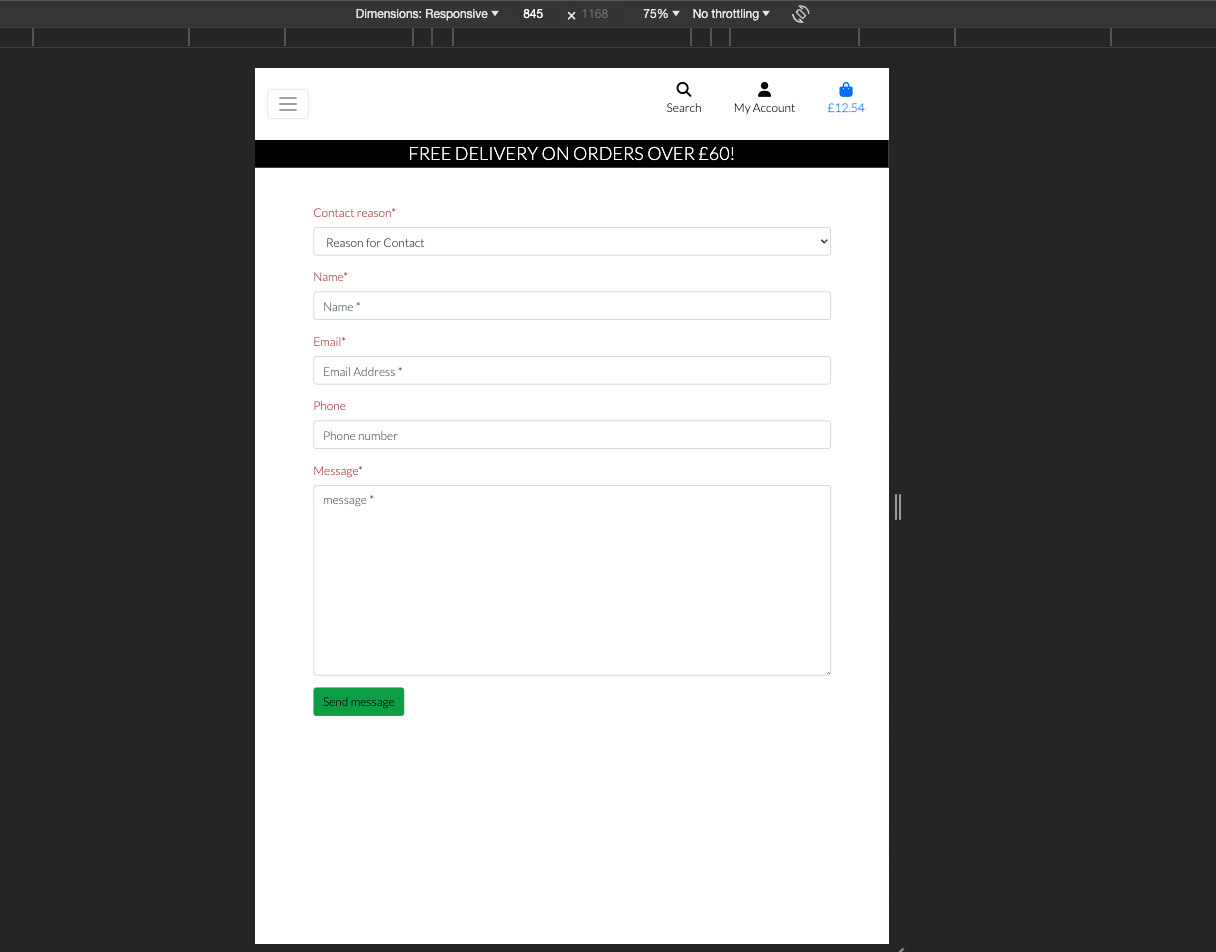 Dimensions: Responsive ▼ 845 x 1168 75% ▼ No throttling ▼
Search My Account £12.54
FREE DELIVERY ON ORDERS OVER £60!
Contact reason*
Reason for Contact
Name*
Name *
Email*
Email Address *
Phone
Phone number
Message*
message *
Send message